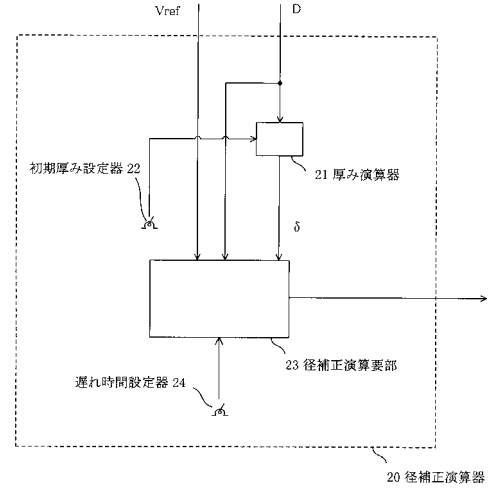 Vref
D
初期厚み設定器 22
21 厚み演算器
δ
23 径補正演算要部
遅れ時間設定器 24
20 径補正演算器